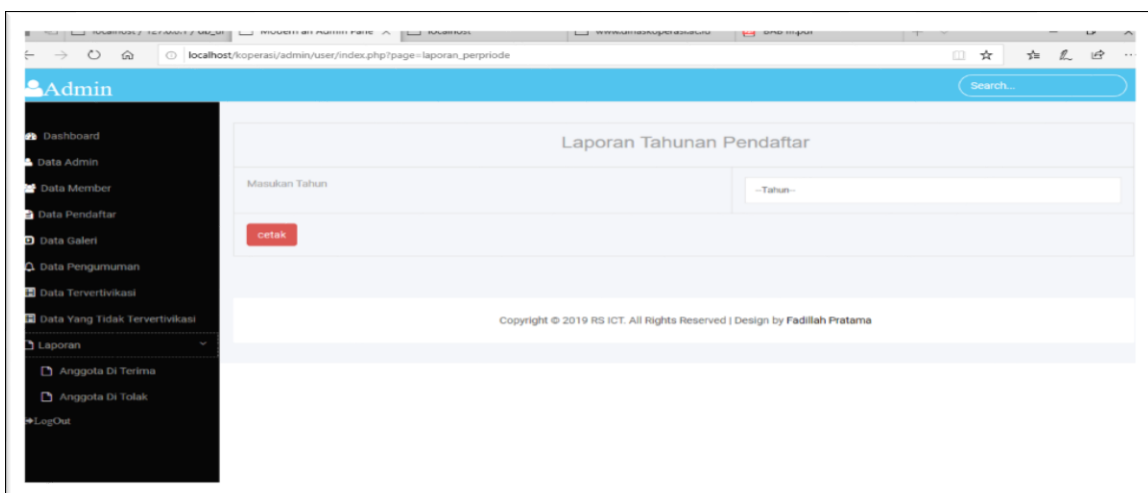 localhost
localhost/koperasi/admin/user/index.php?page=laporan_perpriode
Admin
Search...
Dashboard
Data Admin
Data Member
Data Pendaftar
Data Galeri
Data Pengumuman
Data Tervertivikasi
Data Yang Tidak Tervertivikasi
Laporan
Anggota Di Terima
Anggota Di Tolak
LogOut
Laporan Tahunan Pendaftar
Masukan Tahun
--Tahun--
cetak
Copyright © 2019 RS ICT. All Rights Reserved | Design by Fadillah Pratama